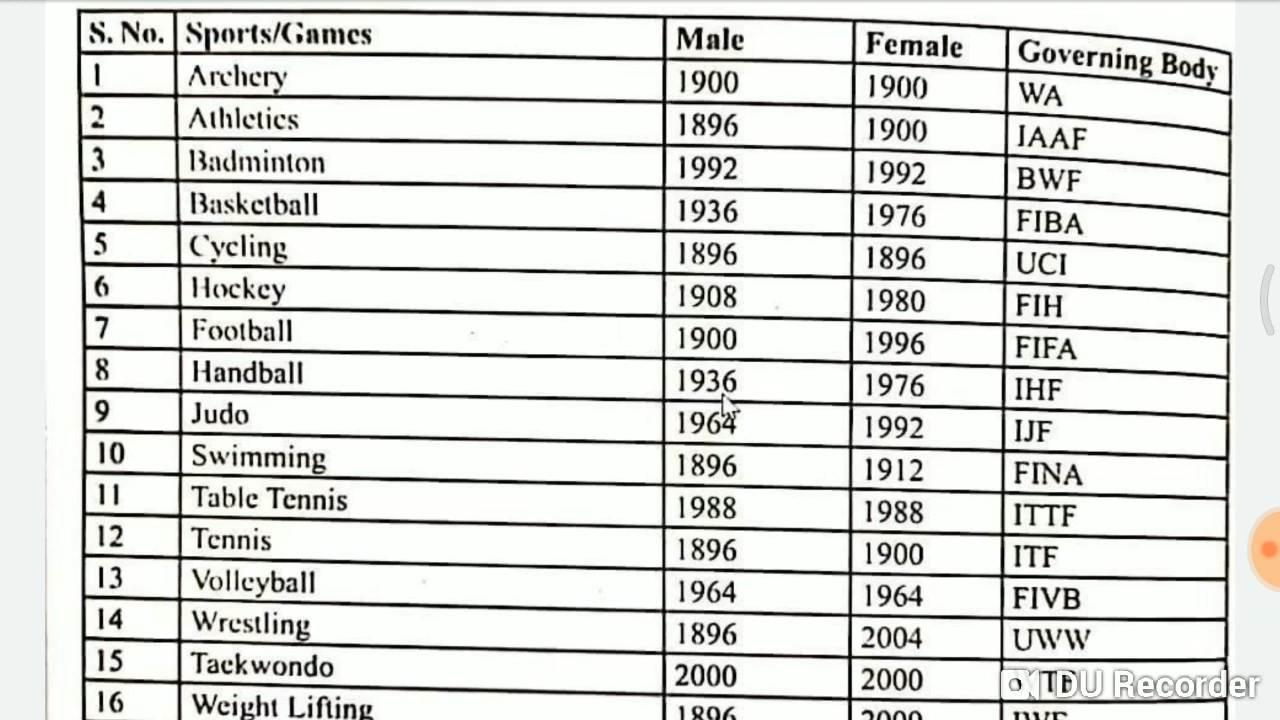 S. No. Sports/Games Male Female Governing Body
1 Archery 1900 1900 WA
2 Athletics 1896 1900 IAAF
3 Badminton 1992 1992 BWF
4 Basketball 1936 1976 FIBA
5 Cycling 1896 1896 UCI
6 Hockey 1908 1980 FIH
7 Football 1900 1996 FIFA
8 Handball 1936 1976 IHF
9 Judo 1964 1992 IJF
10 Swimming 1896 1912 FINA
11 Table Tennis 1988 1988 ITTF
12 Tennis 1896 1900 ITF
13 Volleyball 1964 1964 FIVB
14 Wrestling 1896 2004 UWW
15 Taekwondo 2000 2000
DU Recorder
16 Weight Lifting 1896